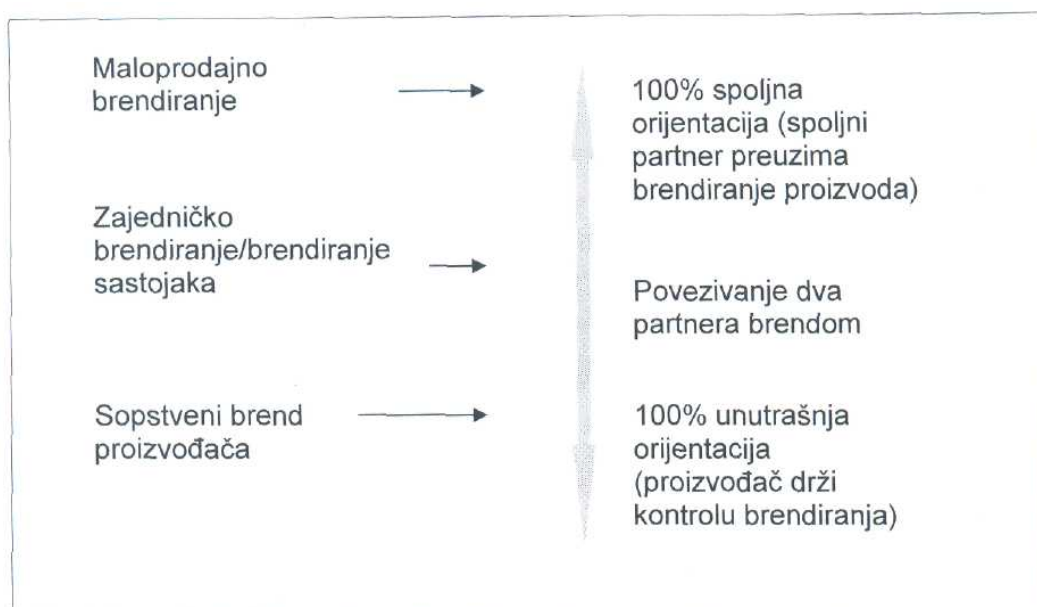 Maloprodajno
brendiranje
100% spoljna
orijentacija (spoljni
partner preuzima
brendiranje proizvoda)
Zajedničko
brendiranje/brendiranje
sastojaka
Povezivanje dva
partnera brendom
Sopstveni brend
proizvođača
100% unutrašnja
orijentacija
(proizvođač drži
kontrolu brendiranja)